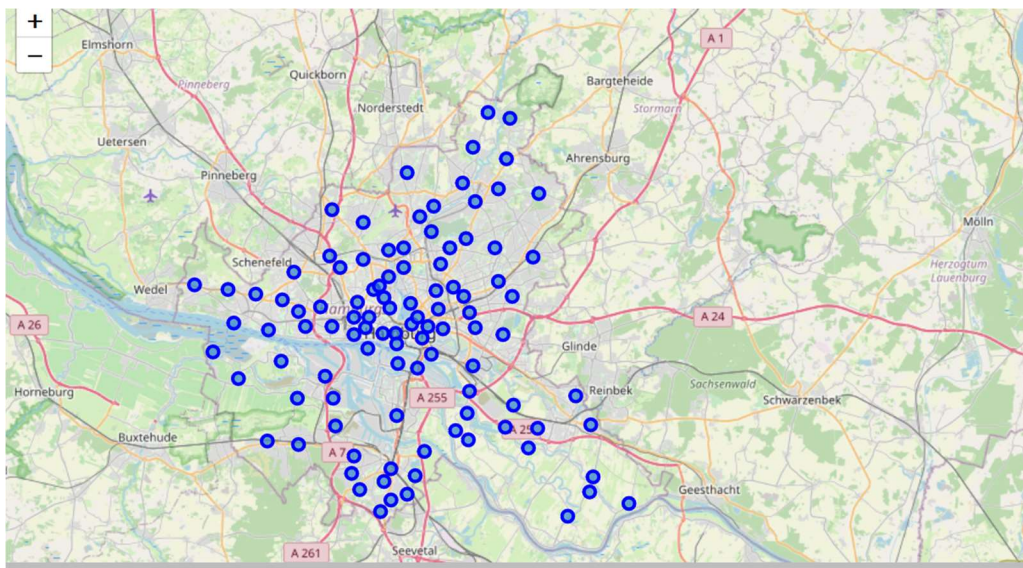 +
−
A 1
Elmshorn
Quickborn
Bargteheide
Pinneberg
Stormarn
Norderstedt
Uetersen
Ahrensburg
Pinneberg
Mölln
Schenefeld
Herzogtum
Lauenburg
Wedel
A 24
A 26
Glinde
Sachsenwald
Reinbek
Horneburg
A 255
Schwarzenbek
A 25
Buxtehude
A 7
Geesthacht
A 261
Seevetal